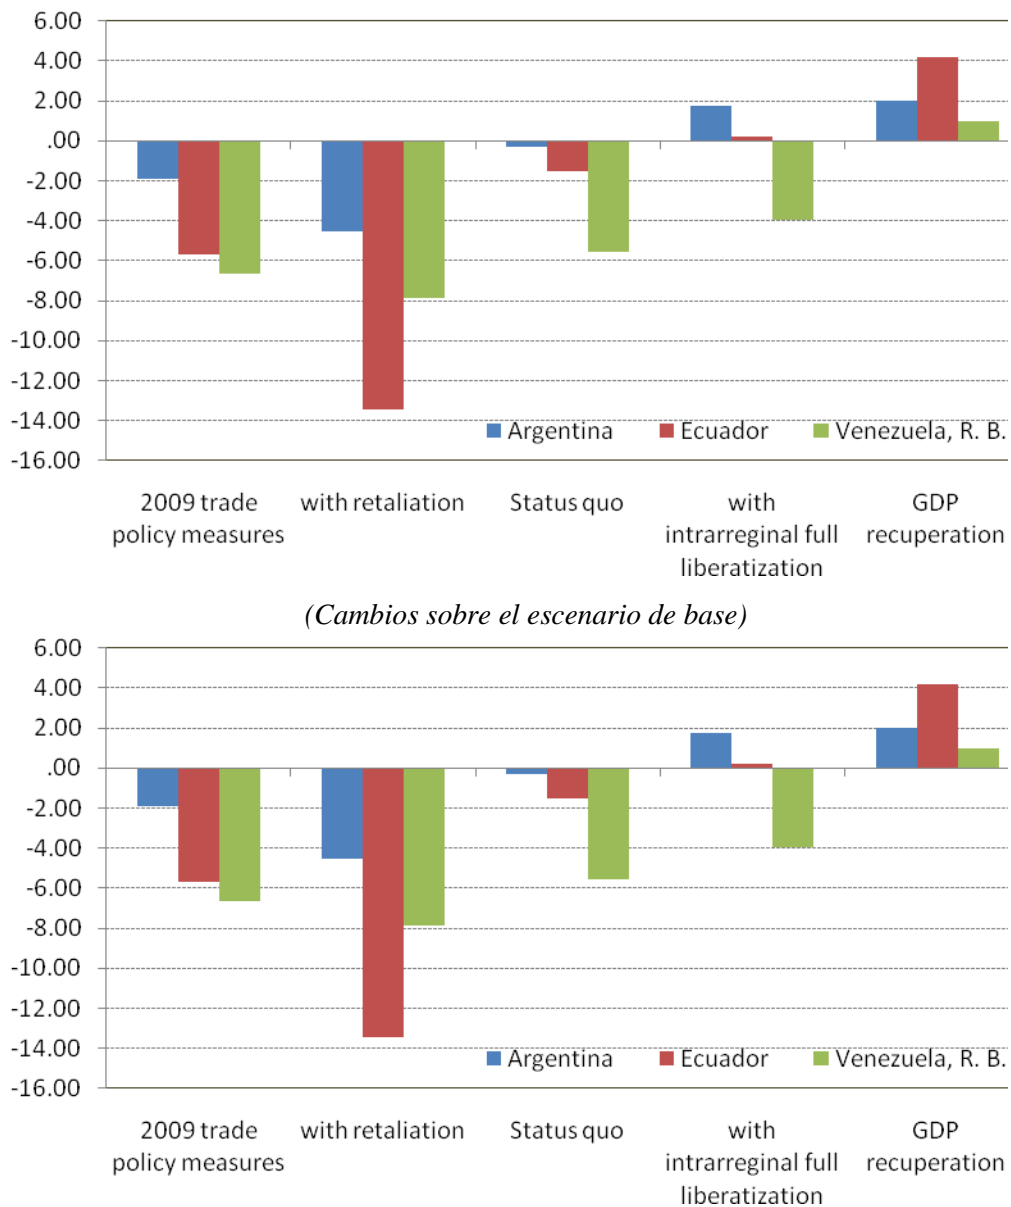 6.00
4.00
2.00
.00
-2.00
-4.00
-6.00
-8.00
-10.00
-12.00
-14.00
-16.00
Argentina Ecuador Venezuela, R. B.
2009 trade policy measures
with retaliation
Status quo
with intrarreginal full liberatization
GDP recuperation
(Cambios sobre el escenario de base)
6.00
4.00
2.00
.00
-2.00
-4.00
-6.00
-8.00
-10.00
-12.00
-14.00
-16.00
Argentina Ecuador Venezuela, R. B.
2009 trade policy measures
with retaliation
Status quo
with intrarreginal full liberatization
GDP recuperation